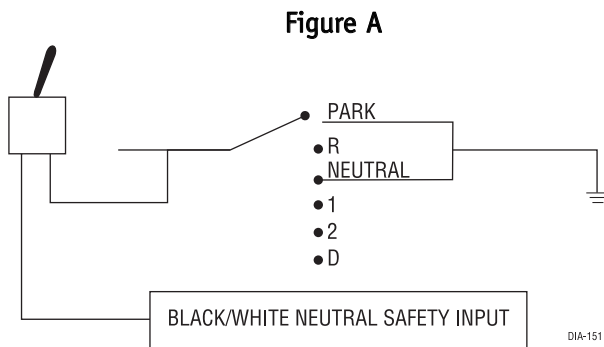 Figure A
PARK
R
NEUTRAL
1
2
D
BLACK/WHITE NEUTRAL SAFETY INPUT
DIA-151